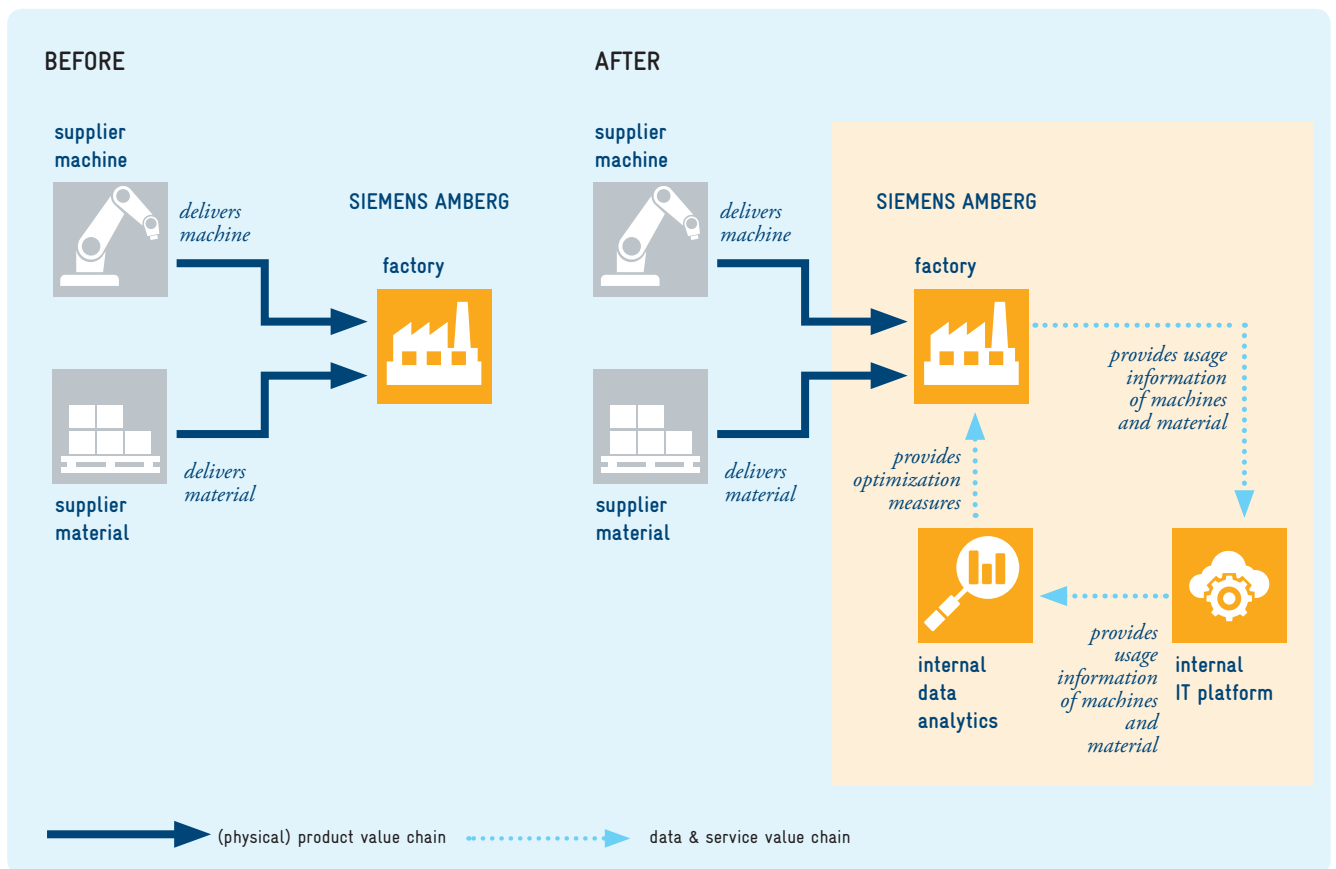 BEFORE
supplier
machine
delivers
machine
SIEMENS AMBERG
factory
delivers
material
supplier
material
AFTER
supplier
machine
delivers
machine
SIEMENS AMBERG
factory
provides usage
information
of machines
and material
provides
optimization
measures
delivers
material
supplier
material
internal
data
analytics
provides
usage
information
of machines
and
material
internal
IT platform
(physical) product value chain
data & service value chain